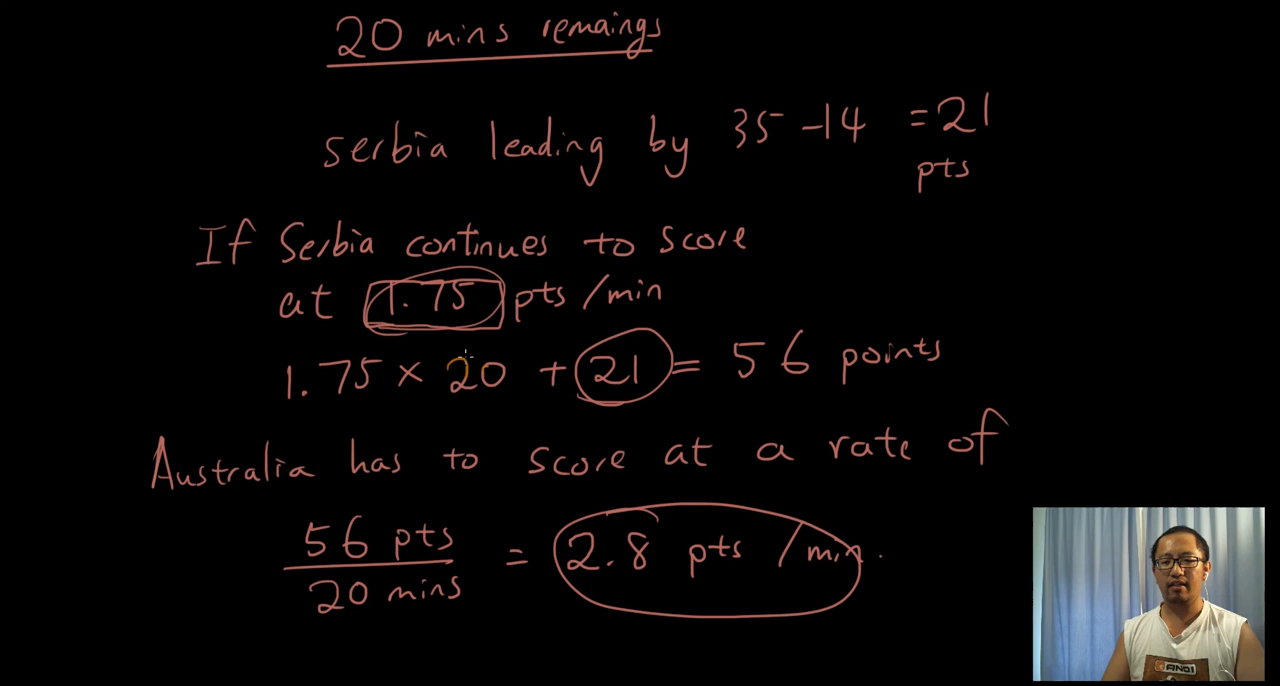 20 mins remaings
serbia leading by 35 - 14 = 21
pts
If Serbia continues to score
at 1.75 pts/min
1.75 × 20 + 21 = 56 points
Australia has to score at a rate of
56 pts
20 mins
= 2.8 pts/min.
AND1